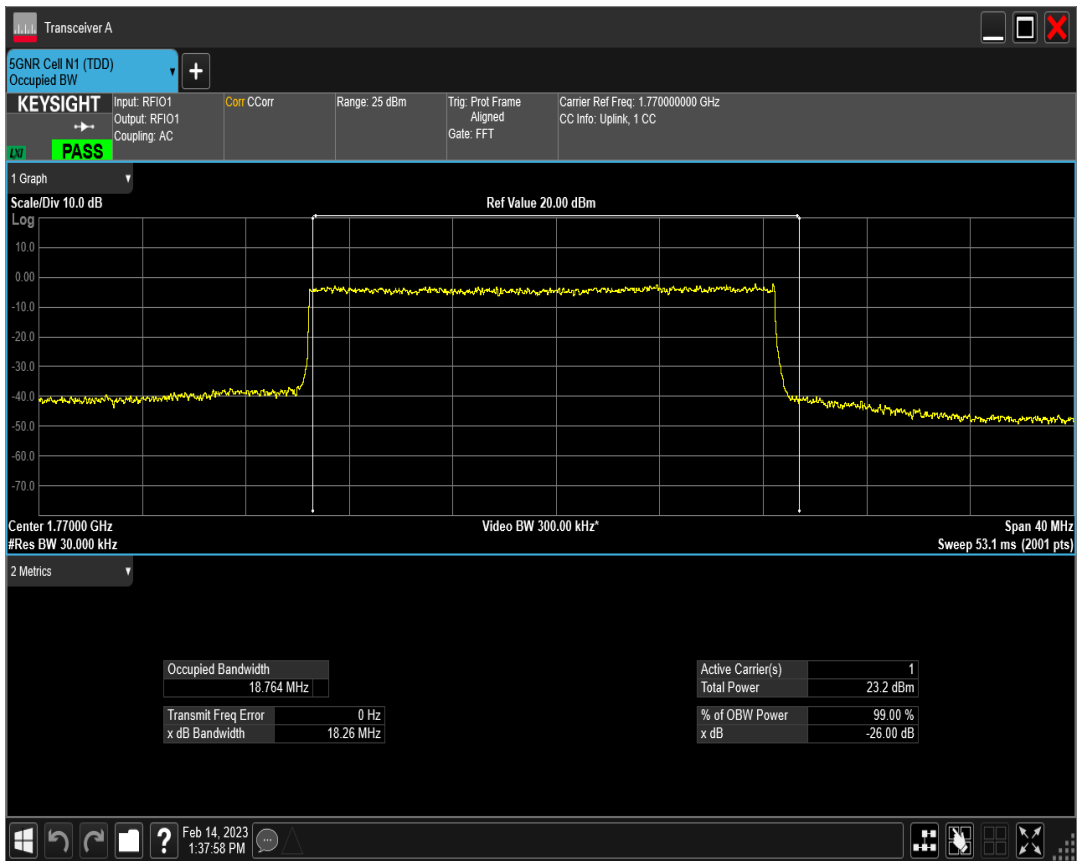 Transceiver A
5GNR Cell N1 (TDD)
Occupied BW
KEYSIGHT
LXI
PASS
Input: RFIO1
Output: RFIO1
Coupling: AC
Corr CCorr
Range: 25 dBm
Trig: Prot Frame
Aligned
Gate: FFT
Carrier Ref Freq: 1.770000000 GHz
CC Info: Uplink, 1 CC
1 Graph
Scale/Div 10.0 dB
Ref Value 20.00 dBm
Log
10.0
0.00
-10.0
-20.0
-30.0
-40.0
-50.0
-60.0
-70.0
Center 1.77000 GHz
Video BW 300.00 kHz*
Span 40 MHz
#Res BW 30.000 kHz
Sweep 53.1 ms (2001 pts)
2 Metrics
Occupied Bandwidth
18.764 MHz
Transmit Freq Error 0 Hz
x dB Bandwidth 18.26 MHz
Active Carrier(s) 1
Total Power 23.2 dBm
% of OBW Power 99.00 %
x dB -26.00 dB
?
Feb 14, 2023
1:37:58 PM